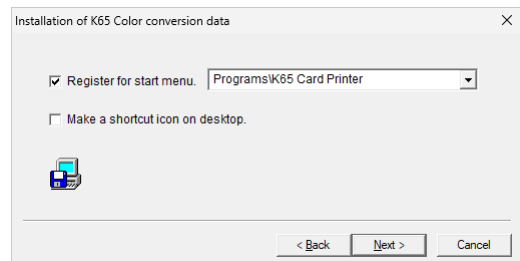 Installation of K65 Color conversion data
Register for start menu. Programs\K65 Card Printer
Make a shortcut icon on desktop.
< Back Next > Cancel